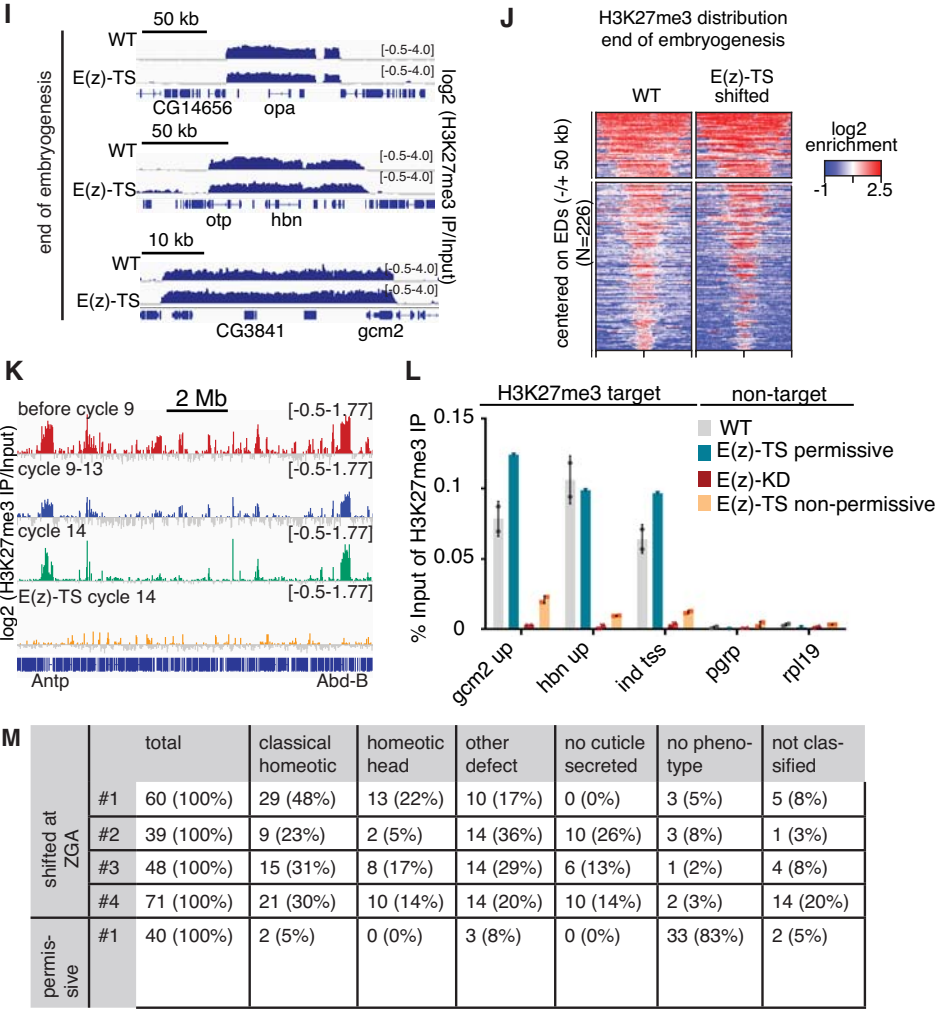 I
50 kb
WT
[-0.5-4.0]
E(z)-TS
[-0.5-4.0]
CG14656 opa
50 kb
WT
[-0.5-4.0]
E(z)-TS
[-0.5-4.0]
otp hbn
10 kb
WT
[-0.5-4.0]
E(z)-TS
[-0.5-4.0]
CG3841 gcm2
end of embryogenesis
log2 (H3K27me3 IP/Input)
J
H3K27me3 distribution
end of embryogenesis
WT
E(z)-TS
shifted
centered on EDs (-/+ 50 kb)
(N=226)
log2
enrichment
-1 2.5
K
2 Mb
before cycle 9 [-0.5-1.77]
cycle 9-13 [-0.5-1.77]
cycle 14 [-0.5-1.77]
E(z)-TS cycle 14 [-0.5-1.77]
log2 (H3K27me3 IP/Input)
Antp Abd-B
L
H3K27me3 target non-target
0.15
0.1
0.05
0
% Input of H3K27me3 IP
WT
E(z)-TS permissive
E(z)-KD
E(z)-TS non-permissive
gcm2 up
hbn up
ind tss
pgrp
rpl19
M
total classical homeotic other no cuticle no pheno- not clas-
homeotic head defect secreted type sified
shifted at
ZGA
#1 60 (100%) 29 (48%) 13 (22%) 10 (17%) 0 (0%) 3 (5%) 5 (8%)
#2 39 (100%) 9 (23%) 2 (5%) 14 (36%) 10 (26%) 3 (8%) 1 (3%)
#3 48 (100%) 15 (31%) 8 (17%) 14 (29%) 6 (13%) 1 (2%) 4 (8%)
#4 71 (100%) 21 (30%) 10 (14%) 14 (20%) 10 (14%) 2 (3%) 14 (20%)
permis-
sive
#1 40 (100%) 2 (5%) 0 (0%) 3 (8%) 0 (0%) 33 (83%) 2 (5%)